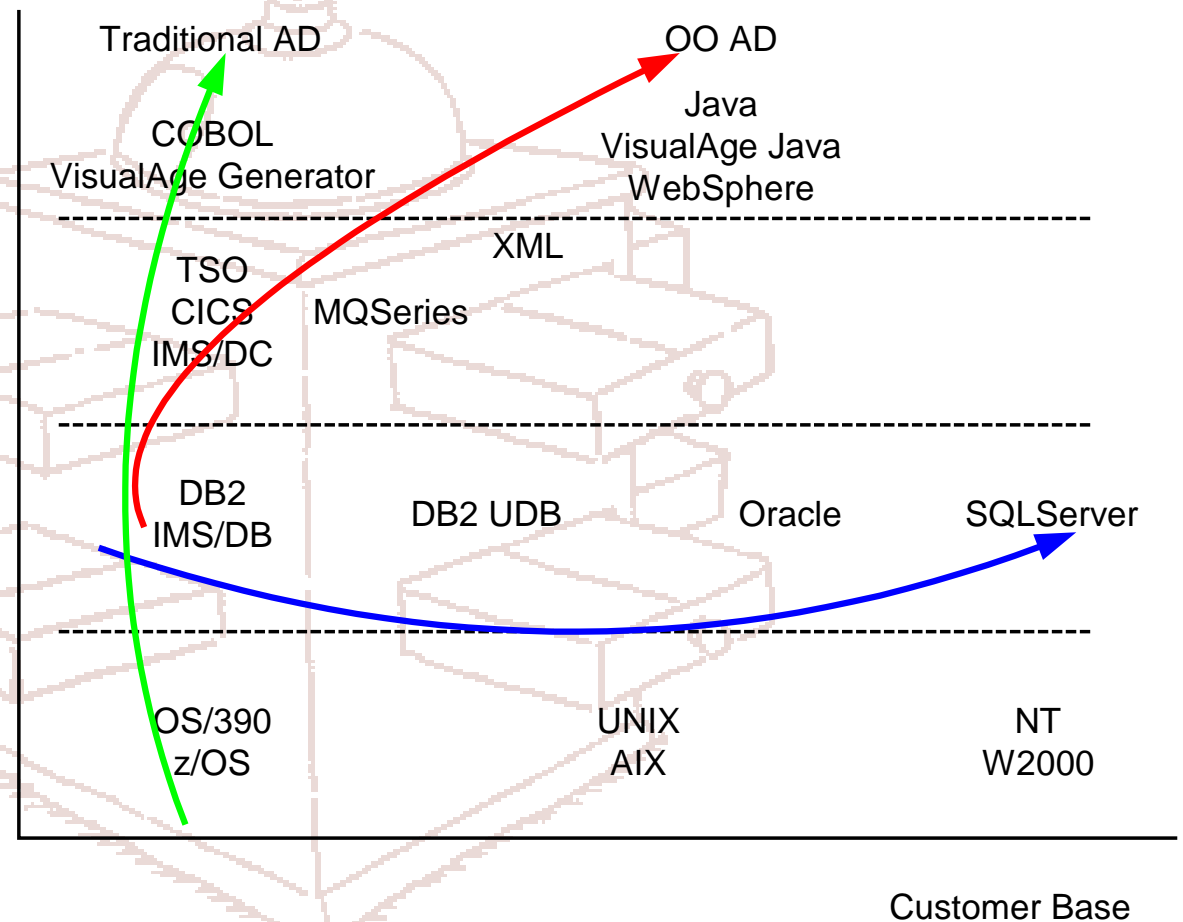 Traditional AD
OO AD
COBOL
VisualAge Generator
Java
VisualAge Java
WebSphere
XML
TSO
CICS
IMS/DC
MQSeries
DB2
IMS/DB
DB2 UDB
Oracle
SQLServer
OS/390
z/OS
UNIX
AIX
NT
W2000
Customer Base